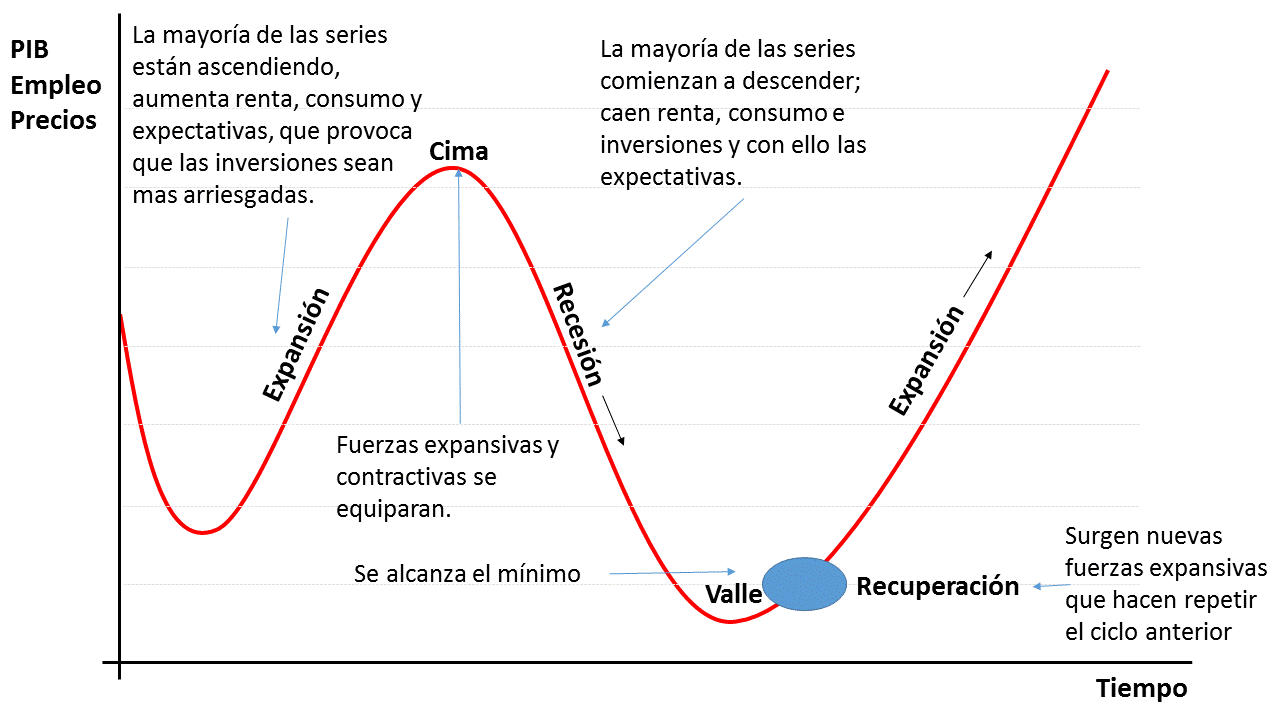 PIB
Empleo
Precios
La mayoría de las series
están ascendiendo,
aumenta renta, consumo y
expectativas, que provoca
que las inversiones sean
mas arriesgadas.
Cima
La mayoría de las series
comienzan a descender;
caen renta, consumo e
inversiones y con ello las
expectativas.
Expansión
Recesión
Expansión
Fuerzas expansivas y
contractivas se
equiparan.
Se alcanza el mínimo
Valle
Recuperación
Surgen nuevas
fuerzas expansivas
que hacen repetir
el ciclo anterior
Tiempo